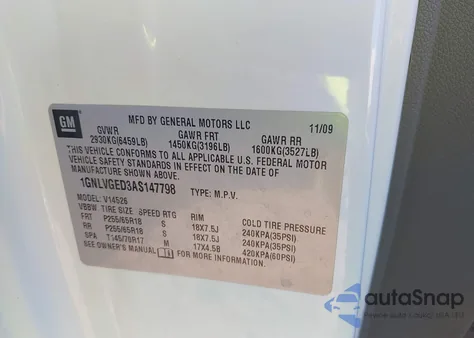 GM
MFD BY GENERAL MOTORS LLC 11/09
GVWR GAWR FRT GAWR RR
2930KG(6459LB) 1450KG(3196LB) 1600KG(3527LB)
THIS VEHICLE CONFORMS TO ALL APPLICABLE U.S. FEDERAL MOTOR
VEHICLE SAFETY STANDARDS IN EFFECT ON THE DATE OF
MANUFACTURE SHOWN ABOVE.
1GNLVGED3AS147798 TYPE: M.P.V.
MODEL: V14526
VBBW TIRE SIZE SPEED RTG RIM COLD TIRE PRESSURE
FRT P255/65R18 S 18X7.5J 240KPA(35PSI)
RR P255/65R18 S 18X7.5J 240KPA(35PSI)
SPA T145/70R17 M 17X4.5B 420KPA(60PSI)
SEE OWNER'S MANUAL FOR MORE INFORMATION.
autoSnap